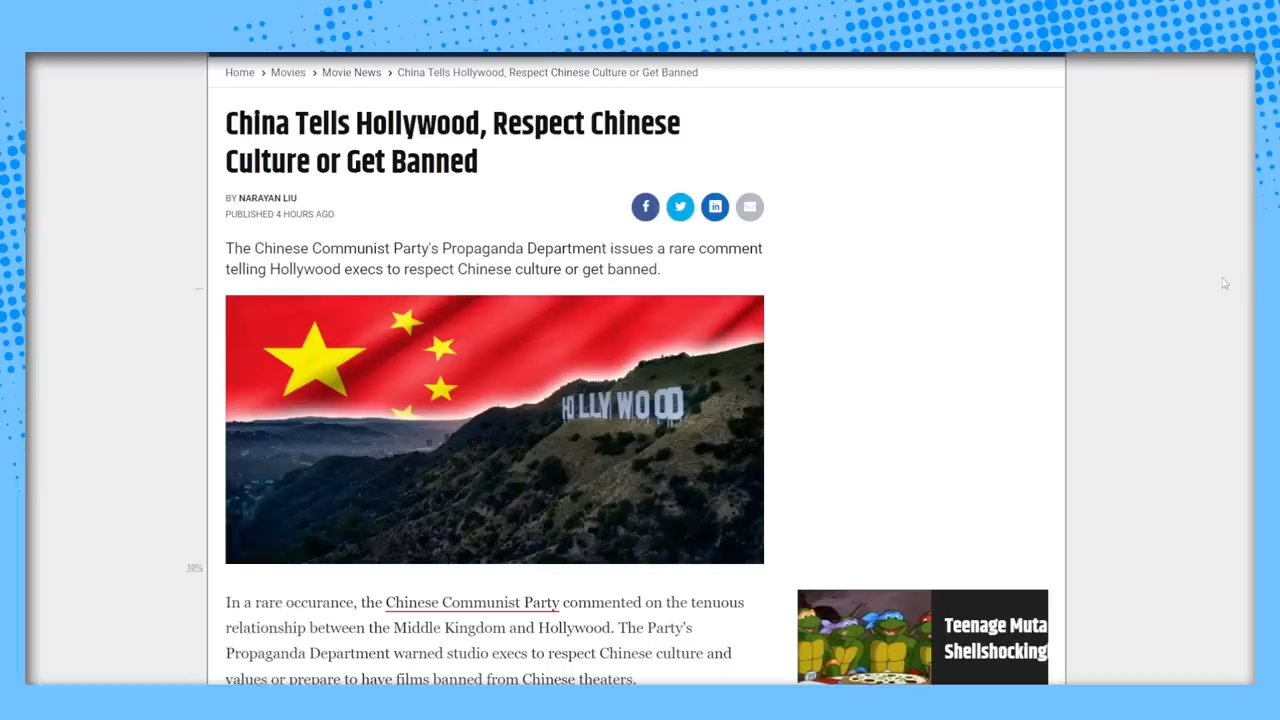 Home > Movies > Movie News > China Tells Hollywood, Respect Chinese Culture or Get Banned
China Tells Hollywood, Respect Chinese
Culture or Get Banned
BY NARAYAN LIU
PUBLISHED 4 HOURS AGO
The Chinese Communist Party's Propaganda Department issues a rare comment
telling Hollywood execs to respect Chinese culture or get banned.
HOLLYWOOD
10%
In a rare occurance, the Chinese Communist Party commented on the tenuous
relationship between the Middle Kingdom and Hollywood. The Party's
Propaganda Department warned studio execs to respect Chinese culture and
values or prepare to have films banned from Chinese theaters.
Teenage Muta
Shellshocking